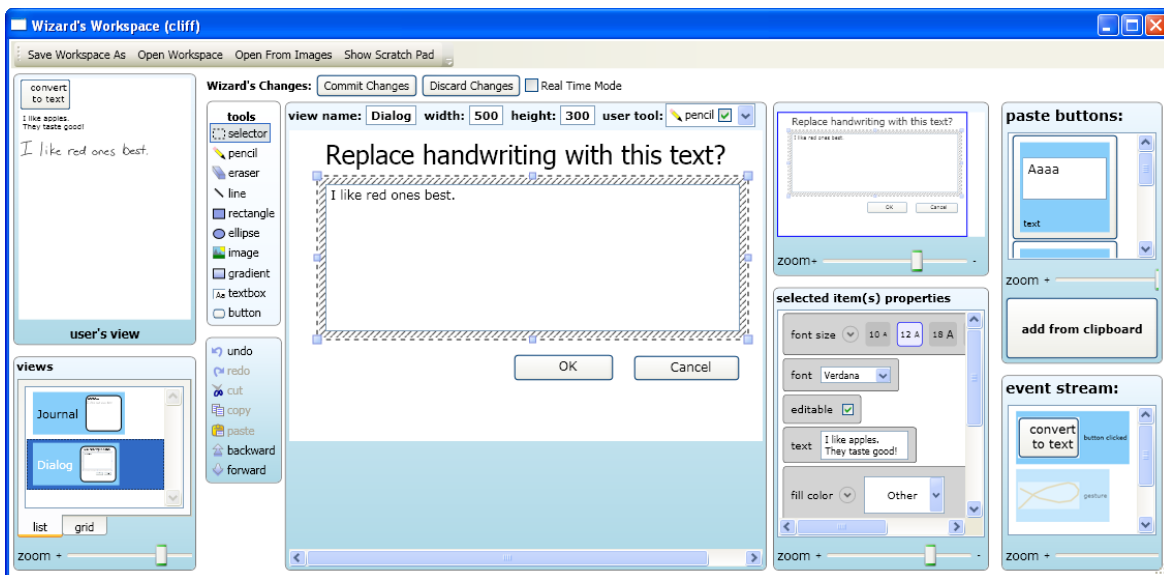 Wizard's Workspace (cliff)
Save Workspace As Open Workspace Open From Images Show Scratch Pad
convert
to text
I like apples.
They taste good!
I like red ones best.
user's view
views
Journal
Dialog
list grid
zoom +
Wizard's Changes: Commit Changes Discard Changes Real Time Mode
tools
selector
pencil
eraser
line
rectangle
ellipse
image
gradient
Aa textbox
button
undo
redo
cut
copy
paste
backward
forward
view name: Dialog width: 500 height: 300 user tool: pencil
Replace handwriting with this text?
I like red ones best.
OK Cancel
Replace handwriting with this text?
I like red ones best.
OK Cancel
zoom+ -
selected item(s) properties
font size 10 A 12 A 18 A
font Verdana
editable
text I like apples.
They taste good!
fill color Other
zoom + -
paste buttons:
Aaaa
text
zoom +
add from clipboard
event stream:
convert
to text button clicked
gesture
zoom +